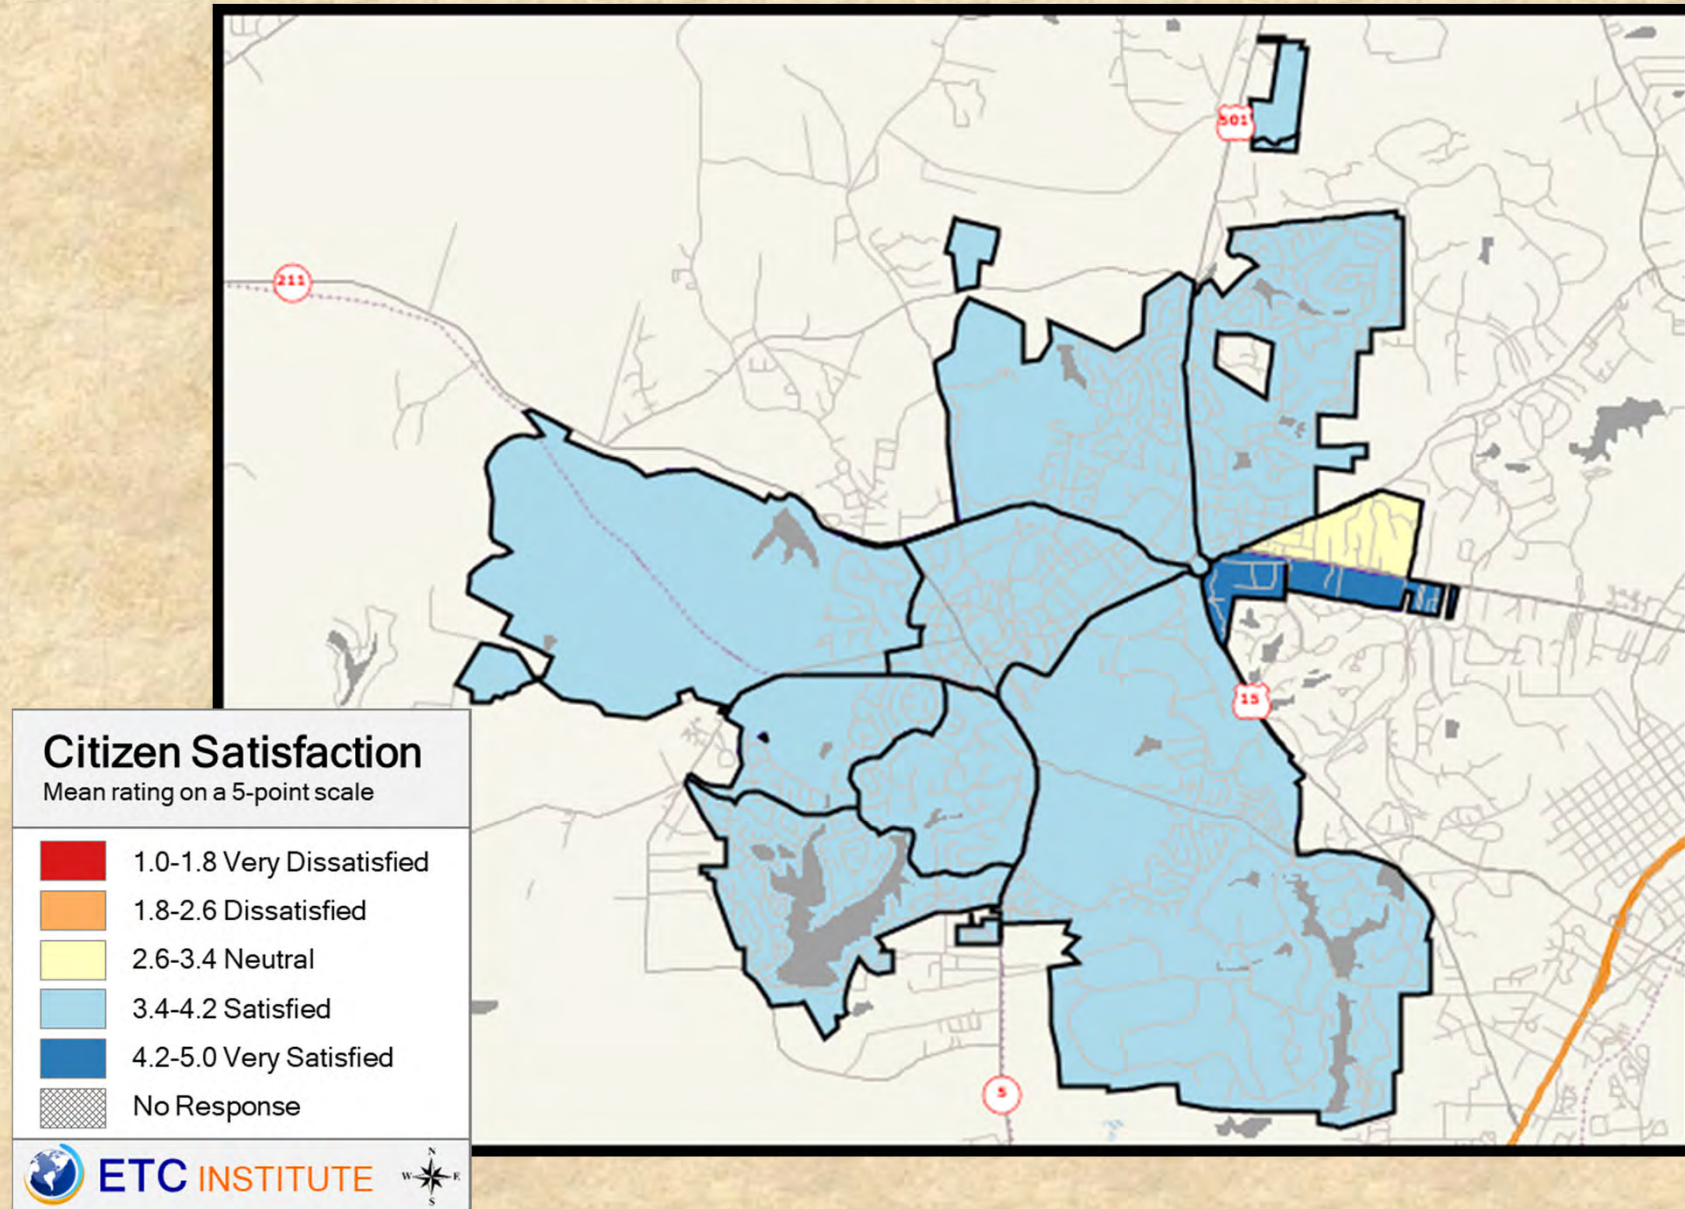 501
211
15
5
Citizen Satisfaction
Mean rating on a 5-point scale
1.0-1.8 Very Dissatisfied
1.8-2.6 Dissatisfied
2.6-3.4 Neutral
3.4-4.2 Satisfied
4.2-5.0 Very Satisfied
No Response
ETC INSTITUTE
N
W E
S